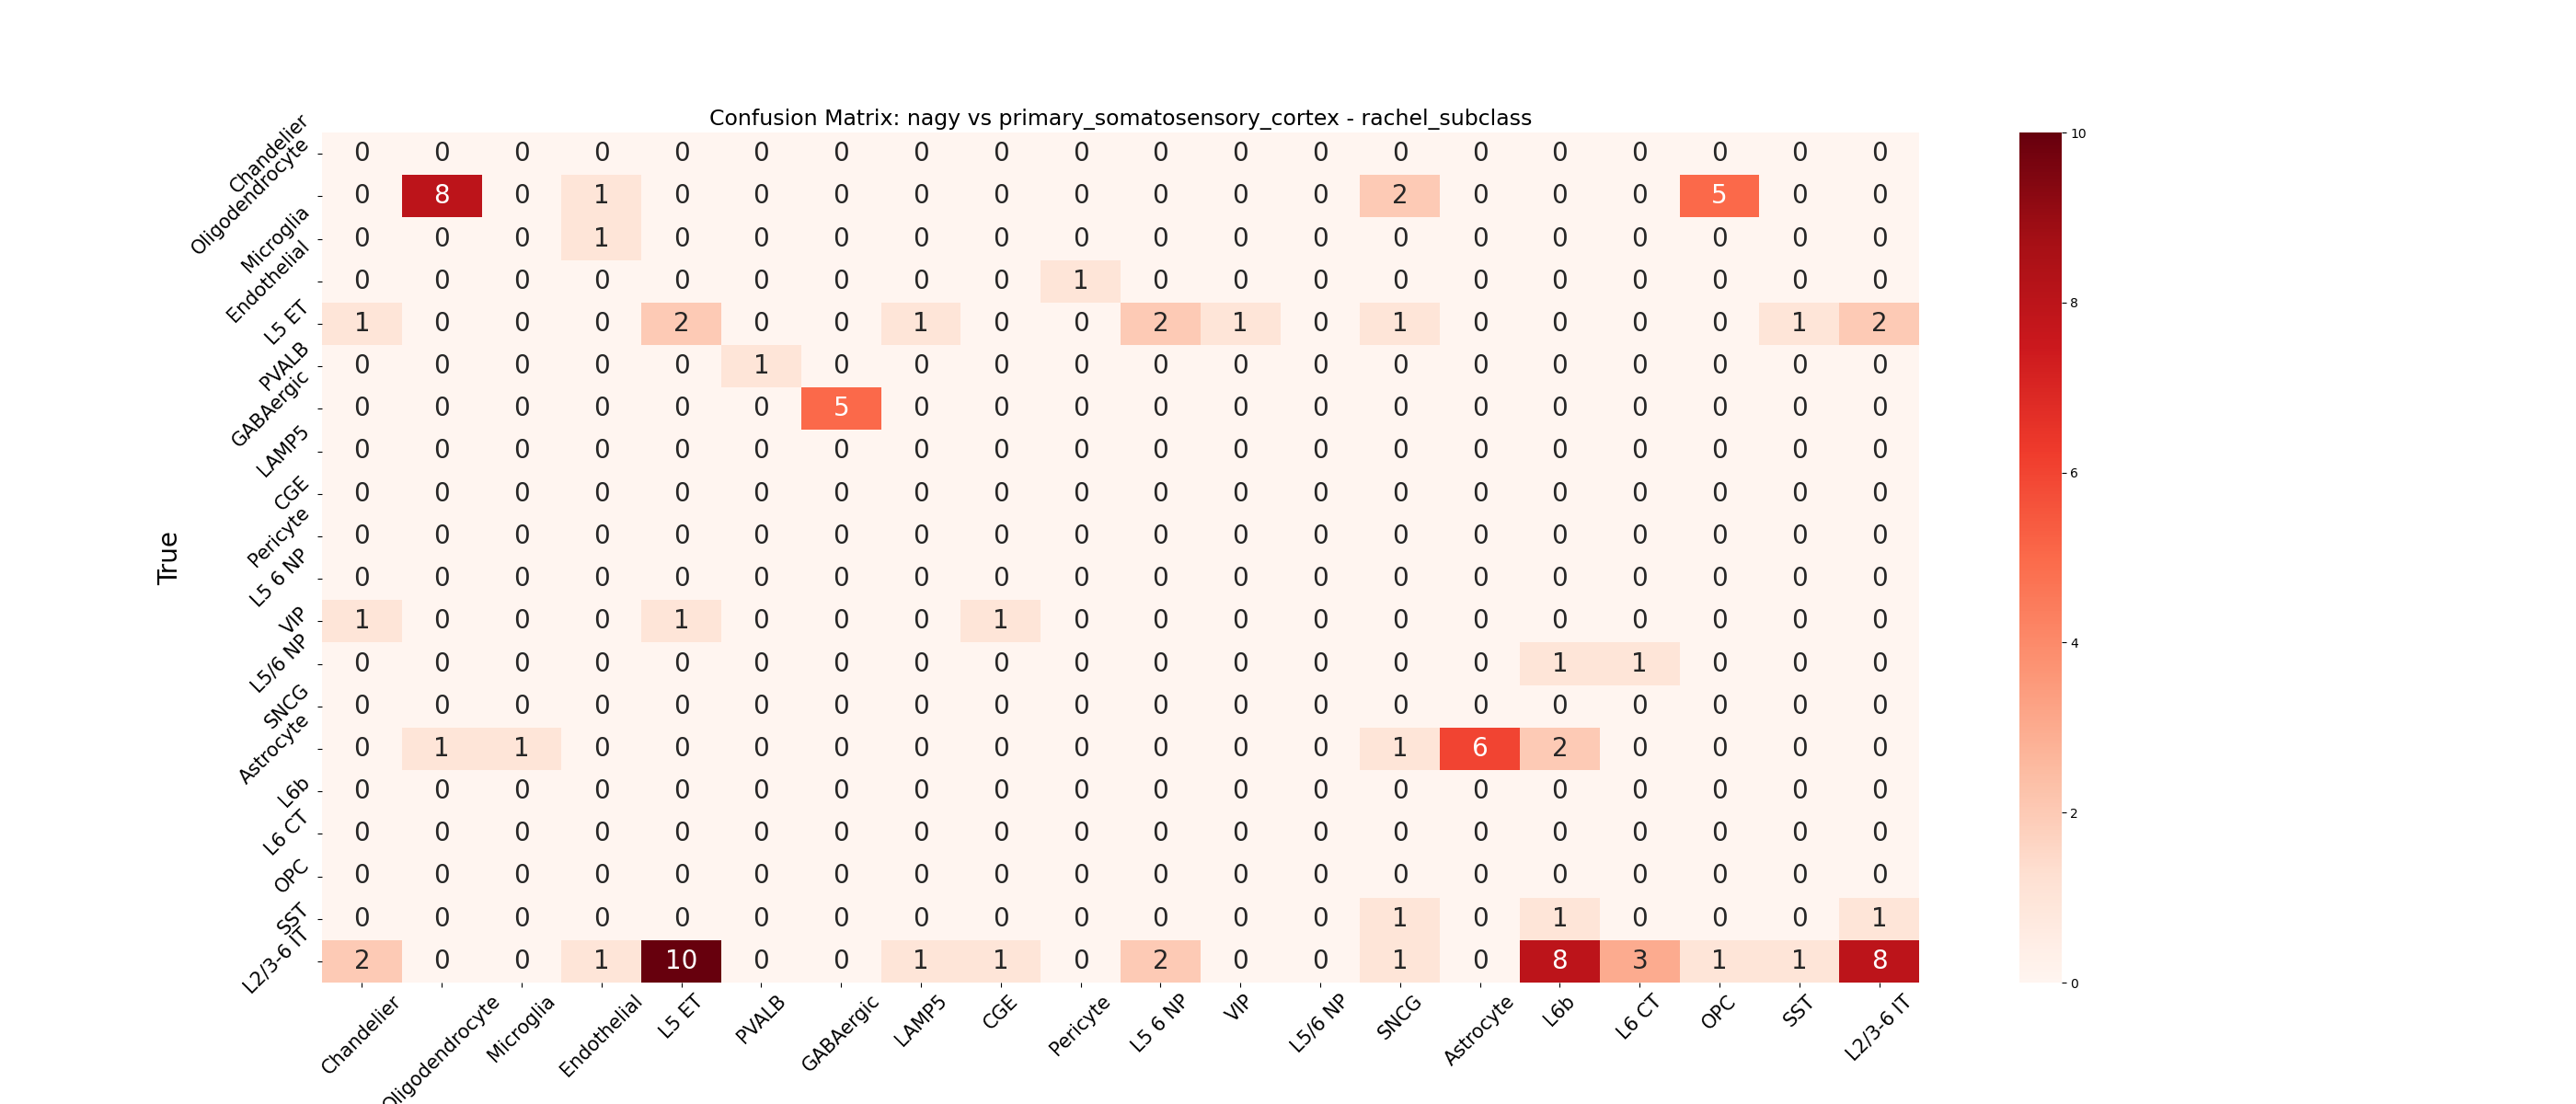 Confusion Matrix: nagy vs primary_somatosensory_cortex - rachel_subclass
True
Chandelier 0 0 0 0 0 0 0 0 0 0 0 0 0 0 0 0 0 0 0 0
Oligodendrocyte 0 8 0 1 0 0 0 0 0 0 0 0 0 2 0 0 0 5 0 0
Microglia 0 0 0 1 0 0 0 0 0 0 0 0 0 0 0 0 0 0 0 0
Endothelial 0 0 0 0 0 0 0 0 0 1 0 0 0 0 0 0 0 0 0 0
L5 ET 1 0 0 0 2 0 0 1 0 0 2 1 0 1 0 0 0 0 1 2
PVALB 0 0 0 0 0 1 0 0 0 0 0 0 0 0 0 0 0 0 0 0
GABAergic 0 0 0 0 0 0 5 0 0 0 0 0 0 0 0 0 0 0 0 0
LAMP5 0 0 0 0 0 0 0 0 0 0 0 0 0 0 0 0 0 0 0 0
CGE 0 0 0 0 0 0 0 0 0 0 0 0 0 0 0 0 0 0 0 0
Pericyte 0 0 0 0 0 0 0 0 0 0 0 0 0 0 0 0 0 0 0 0
L5 6 NP 0 0 0 0 0 0 0 0 0 0 0 0 0 0 0 0 0 0 0 0
VIP 1 0 0 0 1 0 0 0 1 0 0 0 0 0 0 0 0 0 0 0
L5/6 NP 0 0 0 0 0 0 0 0 0 0 0 0 0 0 0 1 1 0 0 0
SNCG 0 0 0 0 0 0 0 0 0 0 0 0 0 0 0 0 0 0 0 0
Astrocyte 0 1 1 0 0 0 0 0 0 0 0 0 0 1 6 2 0 0 0 0
L6b 0 0 0 0 0 0 0 0 0 0 0 0 0 0 0 0 0 0 0 0
L6 CT 0 0 0 0 0 0 0 0 0 0 0 0 0 0 0 0 0 0 0 0
OPC 0 0 0 0 0 0 0 0 0 0 0 0 0 0 0 0 0 0 0 0
SST 0 0 0 0 0 0 0 0 0 0 0 0 0 1 0 1 0 0 0 1
L2/3-6 IT 2 0 0 1 10 0 0 1 1 0 2 0 0 1 0 8 3 1 1 8
Chandelier Oligodendrocyte Microglia Endothelial L5 ET PVALB GABAergic LAMP5 CGE Pericyte L5 6 NP VIP L5/6 NP SNCG Astrocyte L6b L6 CT OPC SST L2/3-6 IT
10
8
6
4
2
0